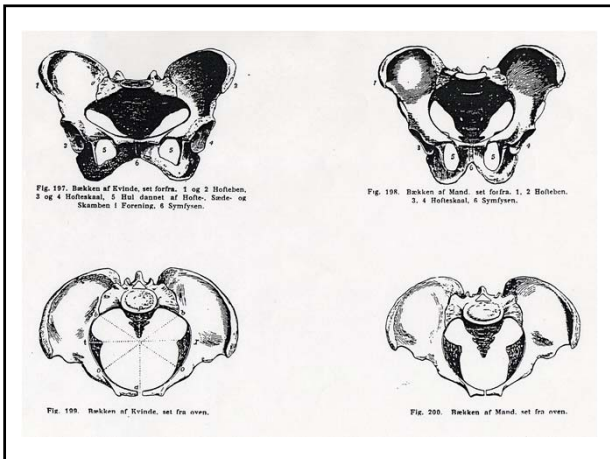 Fig. 197. Bækken af Kvinde, set forfra. 1 og 2 Hofteben,
3 og 4 Hofteskaal, 5 Hul dannet af Hofte-, Sæde- og
Skamben i Forening, 6 Symfysen.
Fig. 198. Bækken af Mand, set forfra. 1, 2 Hofteben.
3, 4 Hofteskaal, 6 Symfysen.
Fig. 199. Bækken af Kvinde, set fra oven.
Fig. 200. Bækken af Mand, set fra oven.